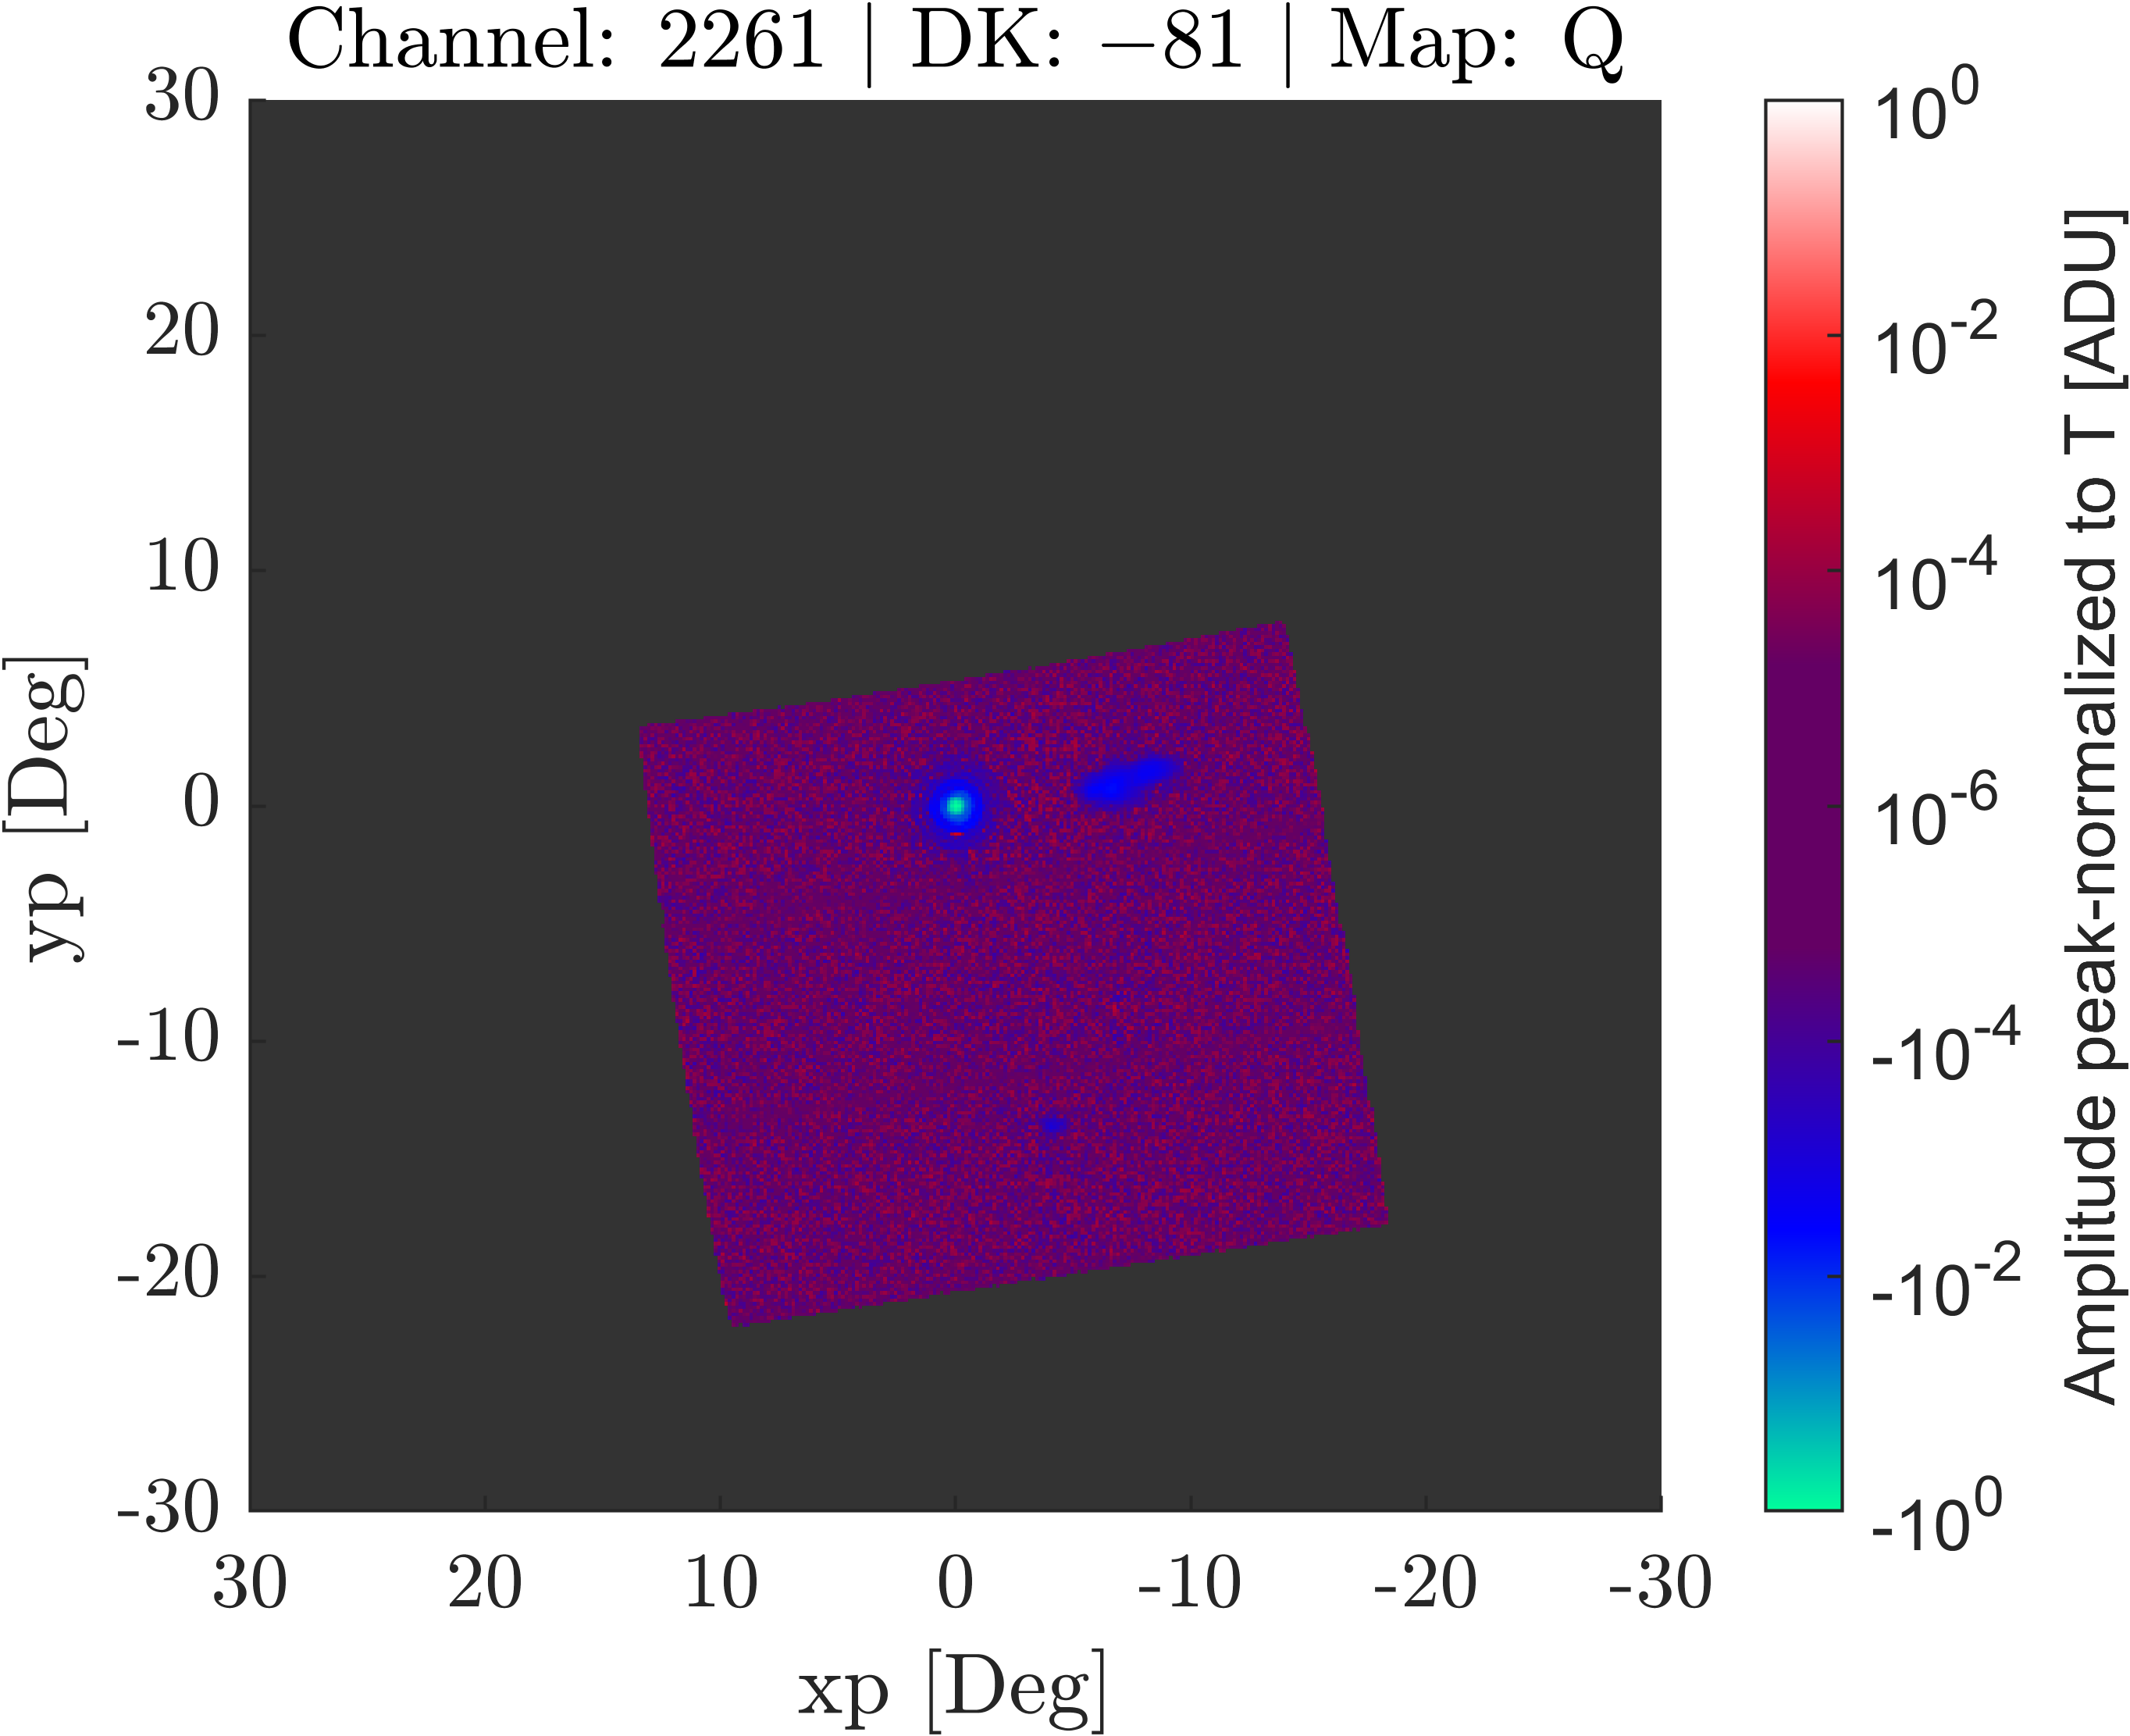 Channel: 2261 | DK: −81 | Map: Q
30
20
10
0
-10
-20
-30
yp [Deg]
30 20 10 0 -10 -20 -30
xp [Deg]
10^0
10^-2
10^-4
10^-6
-10^-4
-10^-2
-10^0
Amplitude peak-normalized to T [ADU]